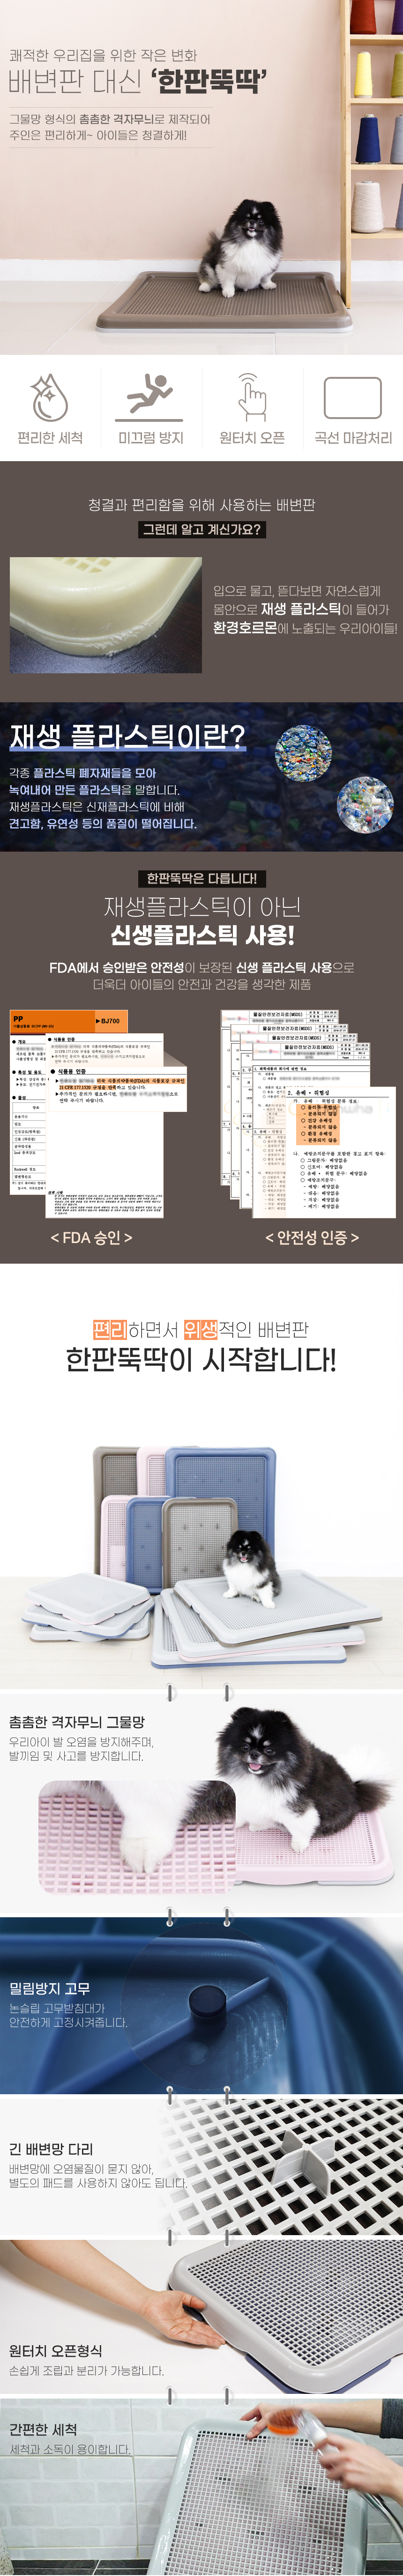 쾌적한 우리집을 위한 작은 변화
배변판 대신 ‘한판뚝딱’
그물망 형식의 촘촘한 격자무늬로 제작되어
주인은 편리하게~ 아이들은 청결하게!
편리한 세척
미끄럼 방지
원터치 오픈
곡선 마감처리
청결과 편리함을 위해 사용하는 배변판
그런데 알고 계신가요?
입으로 물고, 뜯다보면 자연스럽게
몸안으로 재생 플라스틱이 들어가
환경호르몬에 노출되는 우리아이들!
재생 플라스틱이란?
각종 플라스틱 폐자재들을 모아
녹여내어 만든 플라스틱을 말합니다.
재생플라스틱은 신재플라스틱에 비해
견고함, 유연성 등의 품질이 떨어집니다.
한판뚝딱은 다릅니다!
재생플라스틱이 아닌
신생플라스틱 사용!
FDA에서 승인받은 안전성이 보장된 신생 플라스틱 사용으로
더욱더 아이들의 안전과 건강을 생각한 제품
PP
▶BJ700
물질안전보건자료(MSDS)
< FDA 승인 >
< 안전성 인증 >
편리하면서 위생적인 배변판
한판뚝딱이 시작합니다!
촘촘한 격자무늬 그물망
우리아이 발 오염을 방지해주며,
발끼임 및 사고를 방지합니다.
밀림방지 고무
논슬립 고무받침대가
안전하게 고정시켜줍니다.
긴 배변망 다리
배변망에 오염물질이 묻지 않아,
별도의 패드를 사용하지 않아도 됩니다.
원터치 오픈형식
손쉽게 조립과 분리가 가능합니다.
간편한 세척
세척과 소독이 용이합니다.